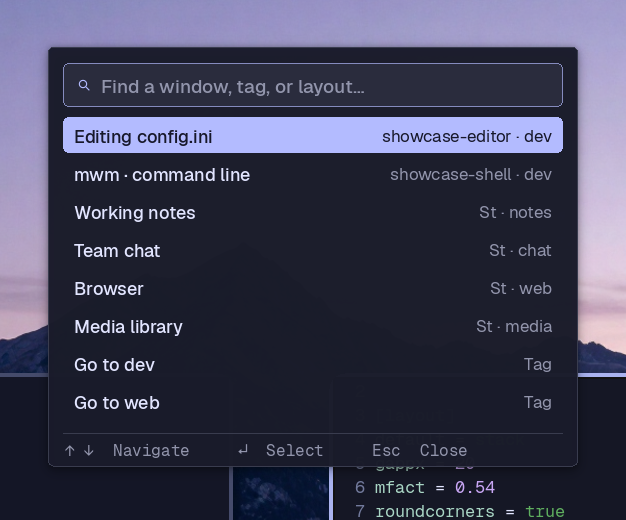 Find a window, tag, or layout...
Editing config.ini showcase-editor · dev
mwm · command line showcase-shell · dev
Working notes St · notes
Team chat St · chat
Browser St · web
Media library St · media
Go to dev Tag
Go to web Tag
↑ ↓ Navigate ↵ Select Esc Close
6 mfact = 0.54
7 roundcorners = true